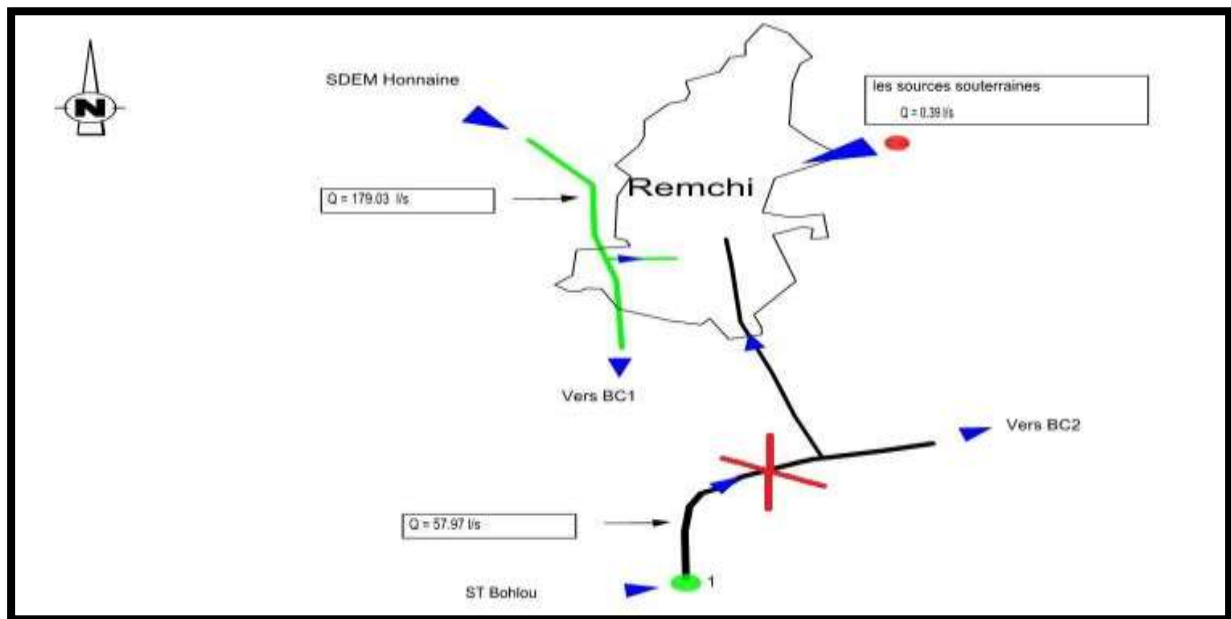 N
SDEM Honnaine
les sources souterraines
Q = 0.39 l/s
Remchi
Q = 179.03 l/s
Vers BC1
Vers BC2
Q = 57.97 l/s
ST Bohlou
1